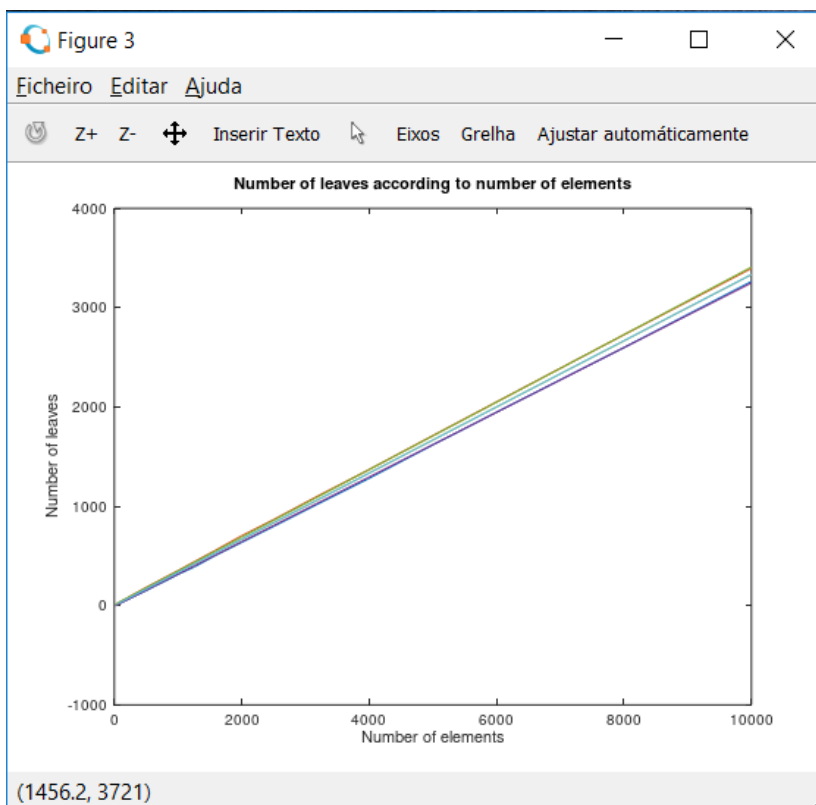 Figure 3
Ficheiro Editar Ajuda
Z+ Z- Inserir Texto Eixos Grelha Ajustar automáticamente
Number of leaves according to number of elements
4000
3000
2000
1000
0
-1000
Number of leaves
0 2000 4000 6000 8000 10000
Number of elements
(1456.2, 3721)